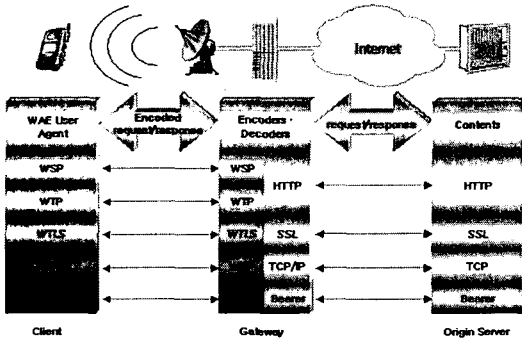 Internet
WAE User
Agent
Encoded
request/response
Encoders -
Decoders
request/response
Contents
WSP
WSP
HTTP
HTTP
WTP
WTP
WTLS
WTLS
SSL
SSL
TCP/IP
TCP
Bearer
Bearer
Client
Gateway
Origin Server